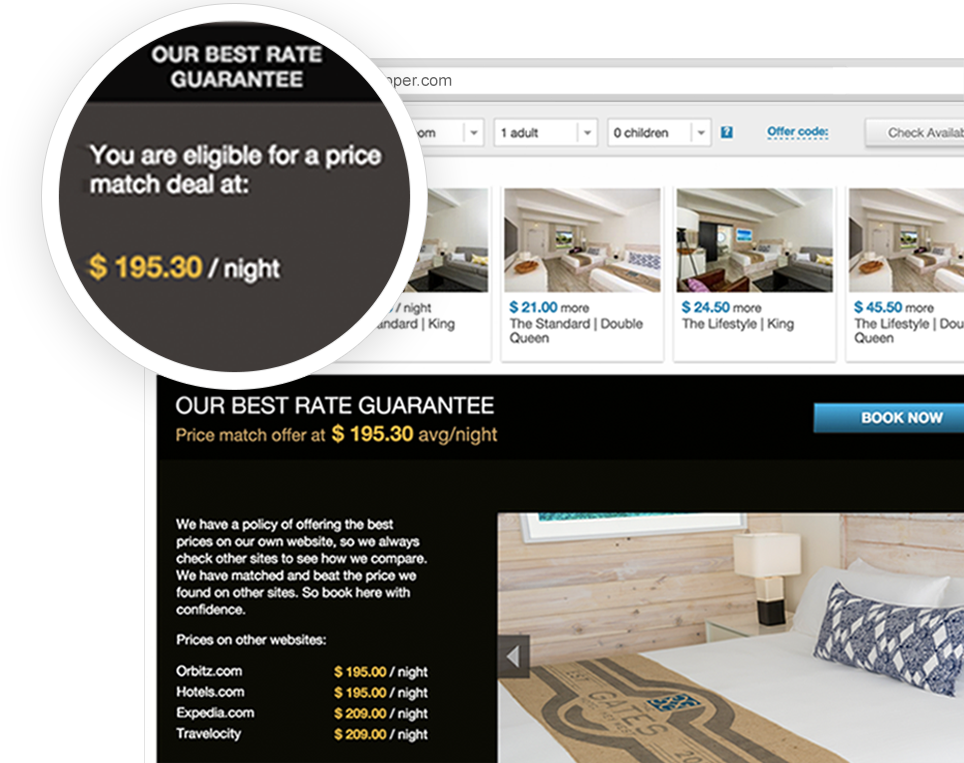 OUR BEST RATE
GUARANTEE
You are eligible for a price
match deal at:
$ 195.30 / night
per.com
om
1 adult
0 children
?
Offer code:
Check Availab
/ night
andard | King
$ 21.00 more
The Standard | Double
Queen
$ 24.50 more
The Lifestyle | King
$ 45.50 more
The Lifestyle | Dou
Queen
OUR BEST RATE GUARANTEE
Price match offer at $ 195.30 avg/night
BOOK NOW
We have a policy of offering the best
prices on our own website, so we always
check other sites to see how we compare.
We have matched and beat the price we
found on other sites. So book here with
confidence.
Prices on other websites:
Orbitz.com $ 195.00 / night
Hotels.com $ 195.00 / night
Expedia.com $ 209.00 / night
Travelocity $ 209.00 / night
GATES